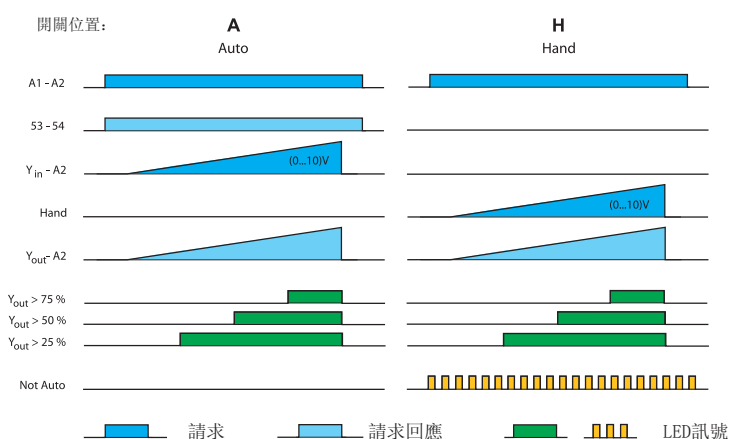 開關位置: A H
Auto Hand
A1 – A2
53 – 54
Y in – A2 (0...10)V
Hand (0...10)V
Yout– A2
Yout > 75 %
Yout > 50 %
Yout > 25 %
Not Auto
請求 請求回應 LED訊號